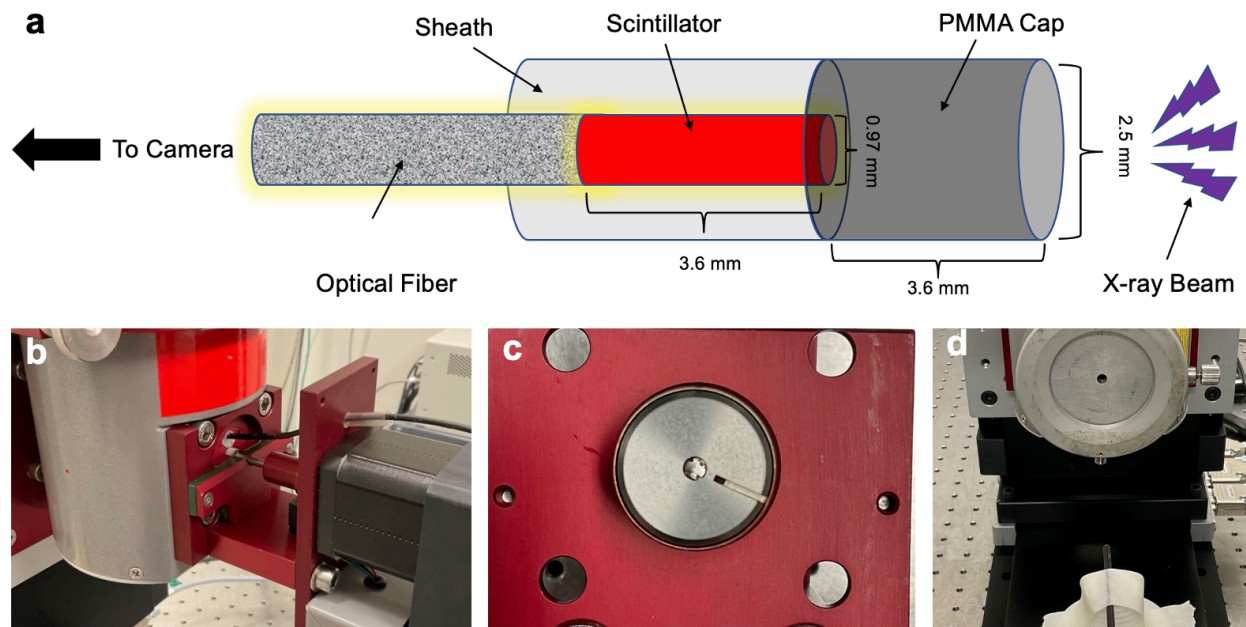 a
Sheath
Scintillator
PMMA Cap
To Camera
0.97 mm
2.5 mm
3.6 mm
3.6 mm
Optical Fiber
X-ray Beam
b
c
d